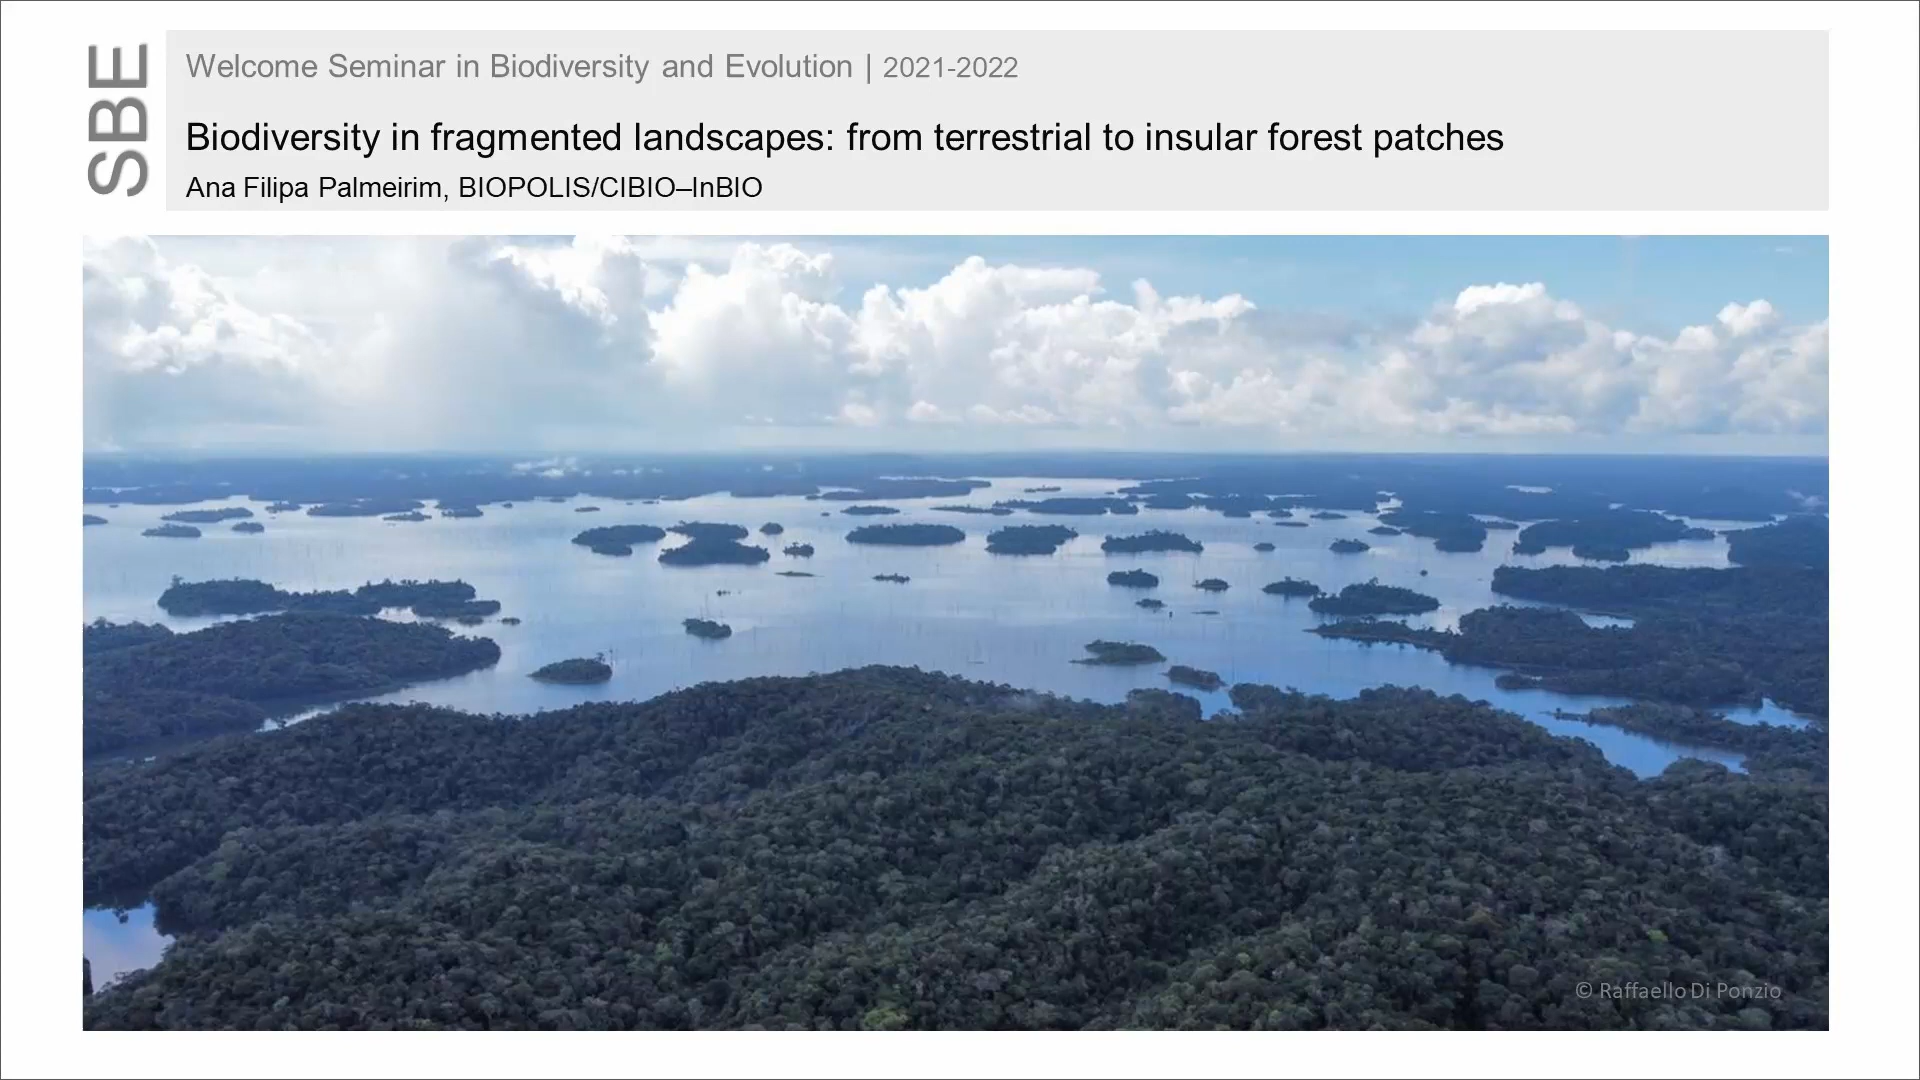 SBE
Welcome Seminar in Biodiversity and Evolution | 2021-2022
Biodiversity in fragmented landscapes: from terrestrial to insular forest patches
Ana Filipa Palmeirim, BIOPOLIS/CIBIO–InBIO
© Raffaello Di Ponzio